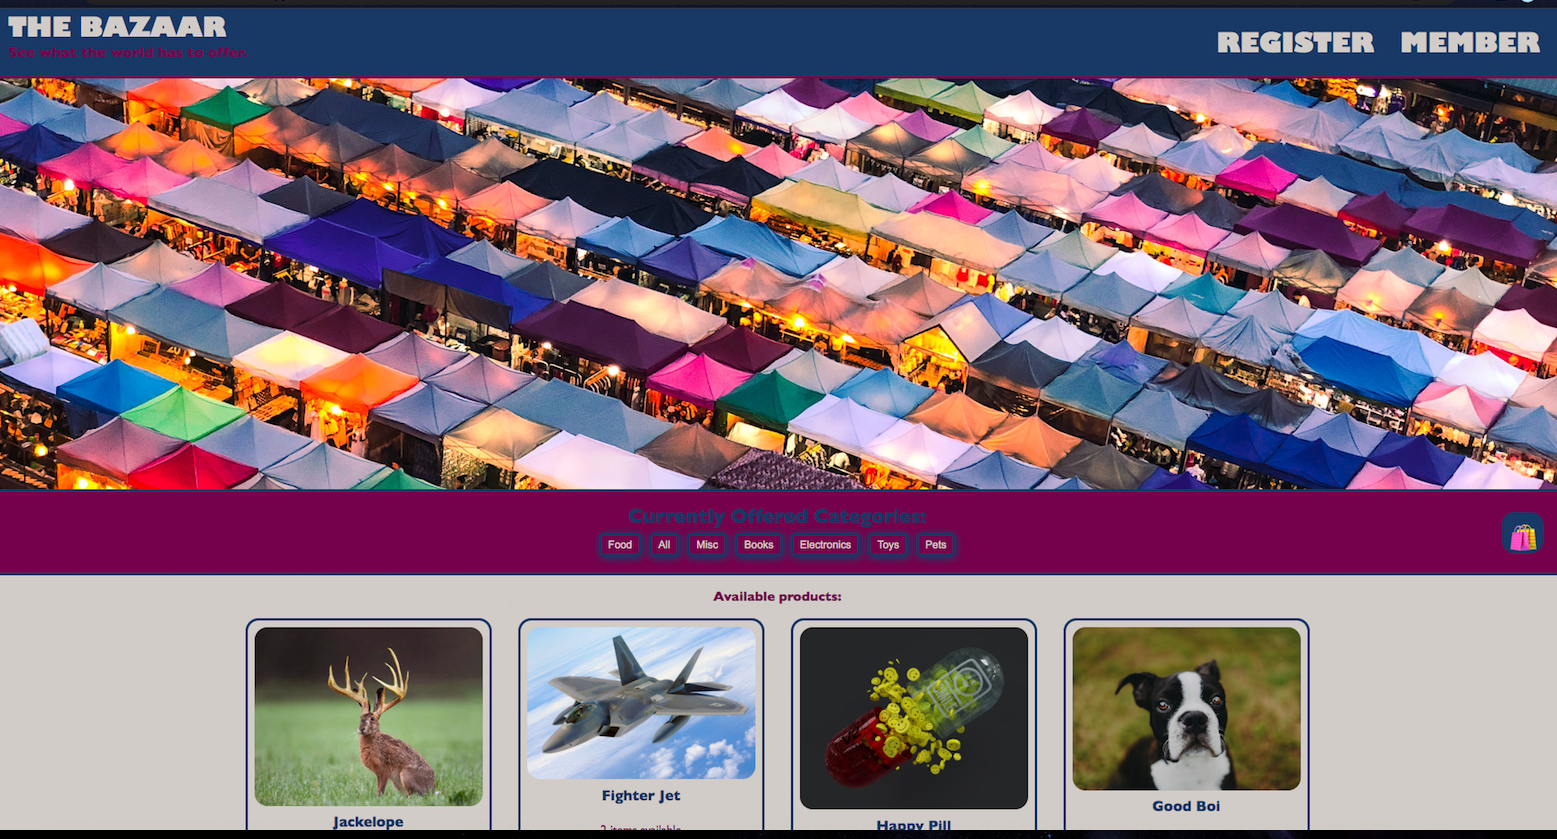 THE BAZAAR
See what the world has to offer.
REGISTER MEMBER
Currently Offered Categories:
Food All Misc Books Electronics Toys Pets
Available products:
Jackelope
Fighter Jet
2 items available
Happy Pill
Good Boi